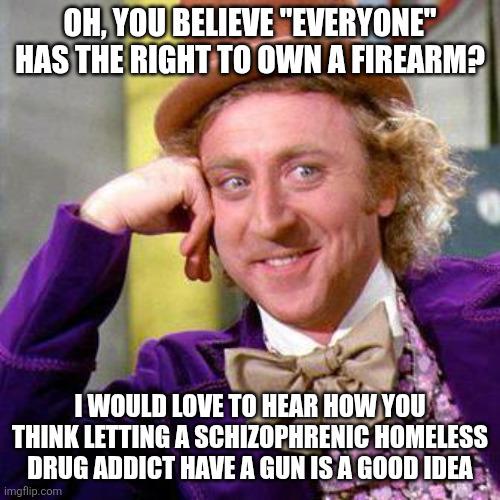 OH, YOU BELIEVE "EVERYONE"
HAS THE RIGHT TO OWN A FIREARM?
I WOULD LOVE TO HEAR HOW YOU
THINK LETTING A SCHIZOPHRENIC HOMELESS
DRUG ADDICT HAVE A GUN IS A GOOD IDEA
imgflip.com